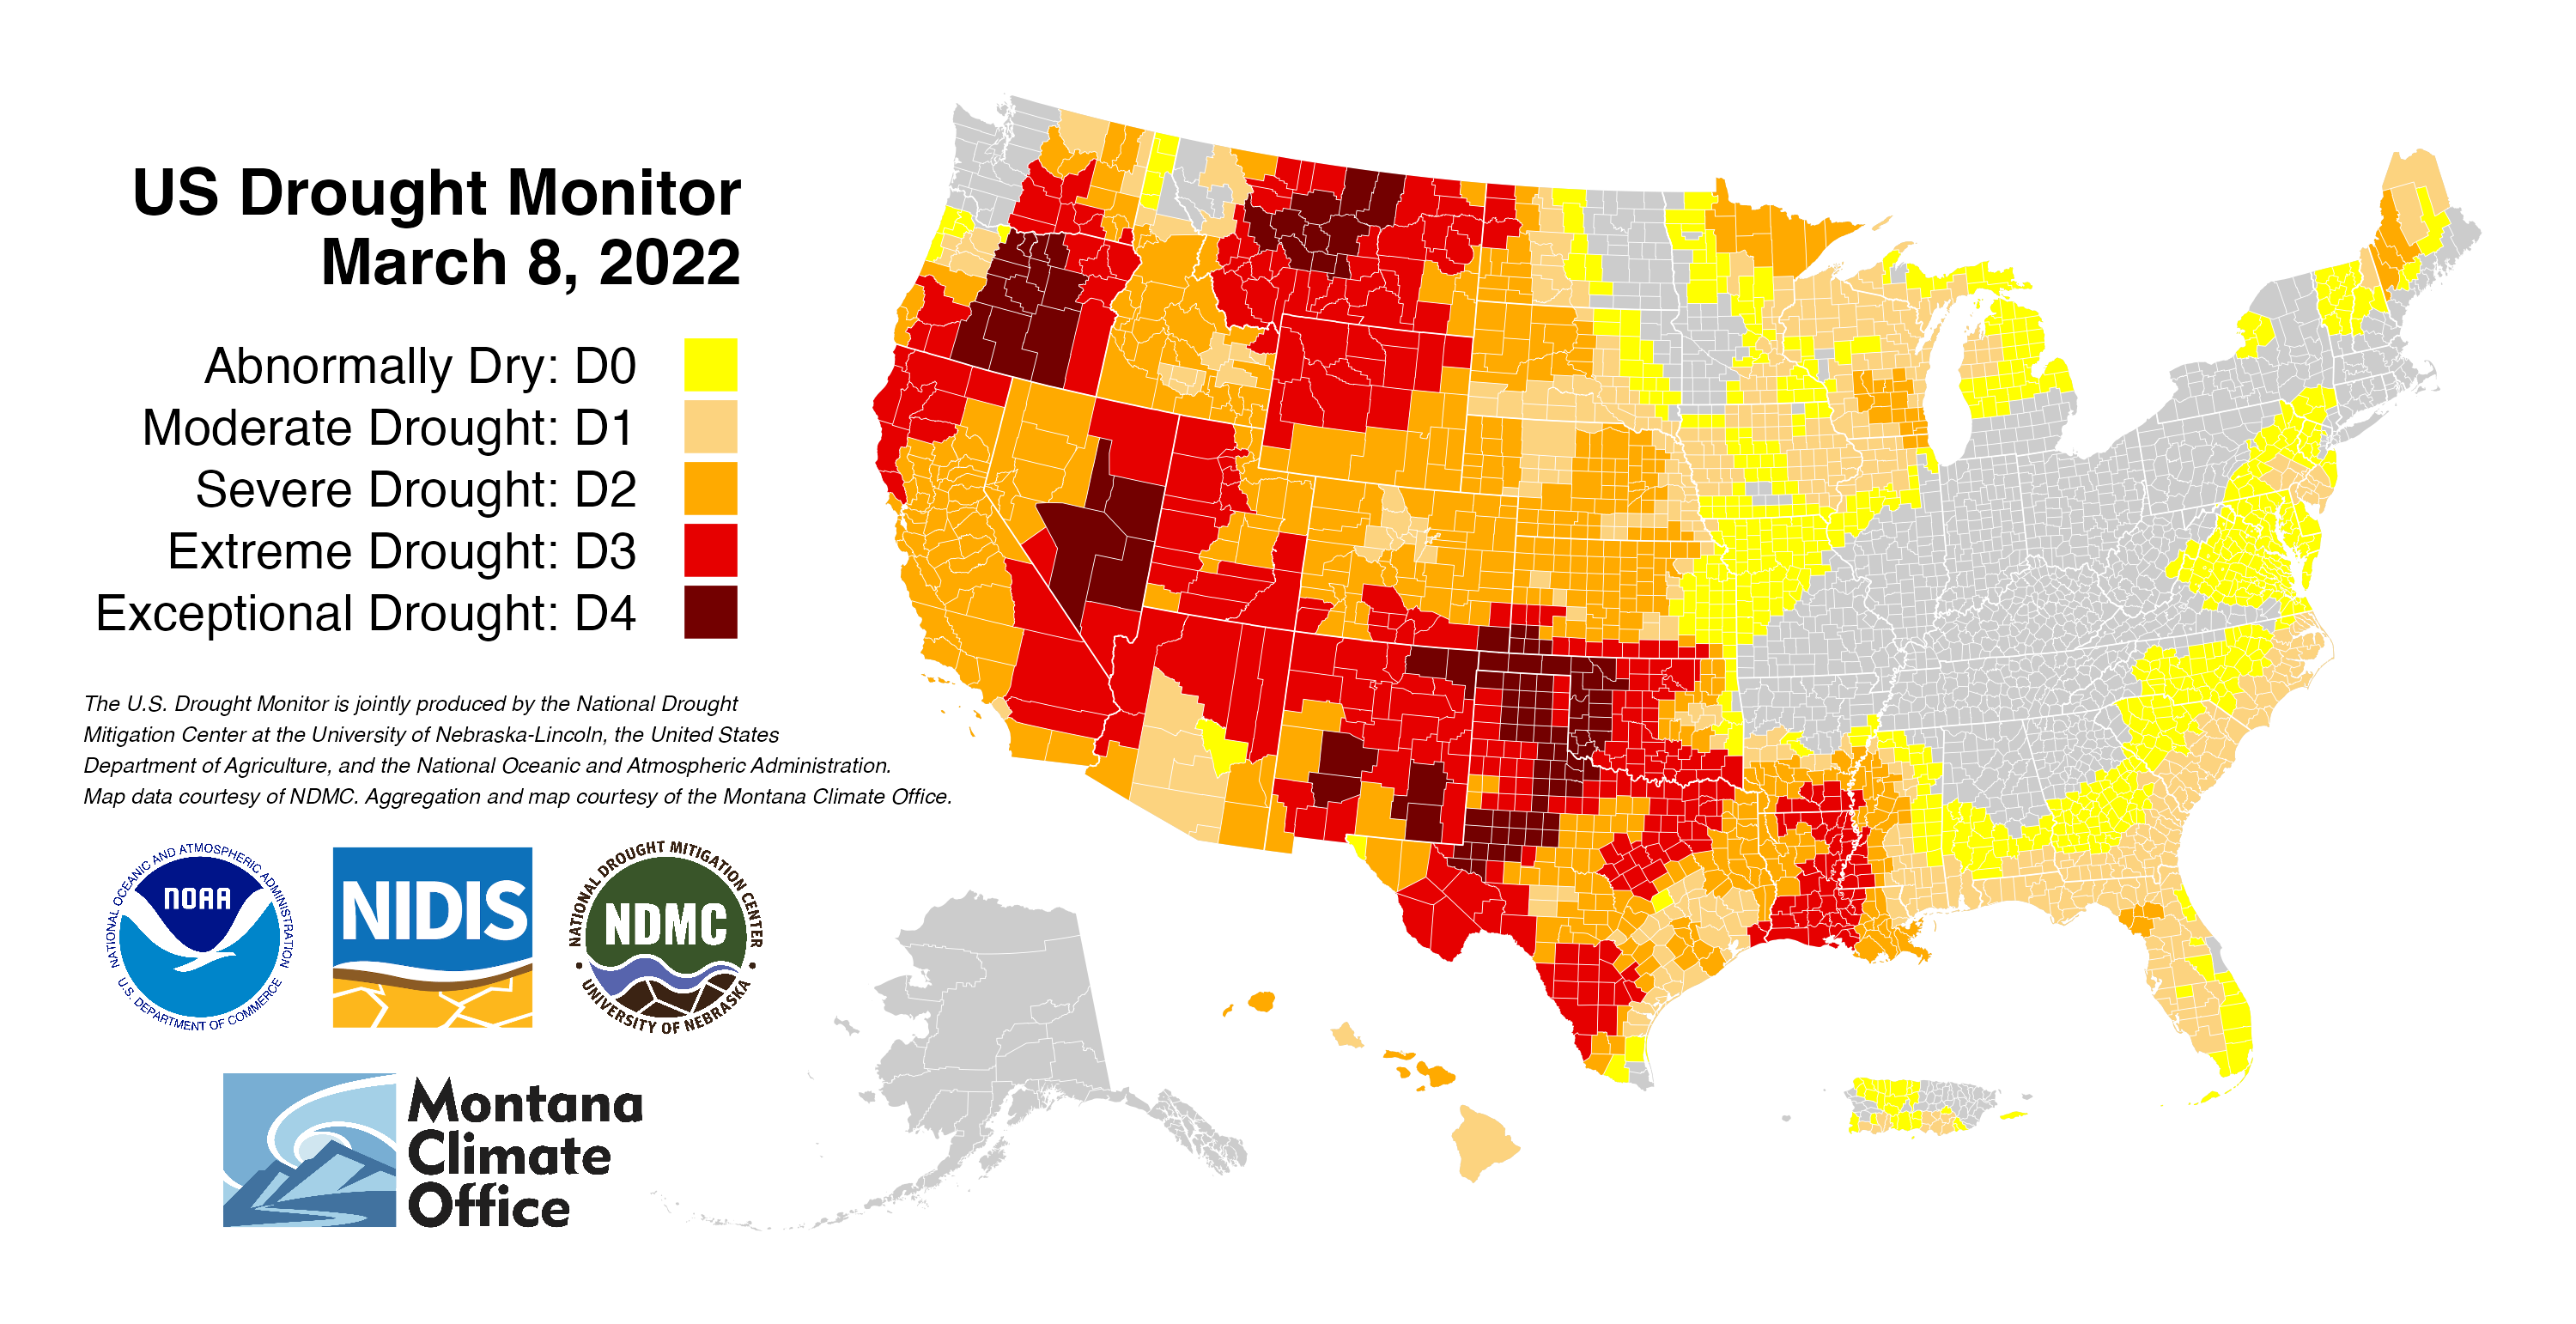 US Drought Monitor
March 8, 2022
Abnormally Dry: D0
Moderate Drought: D1
Severe Drought: D2
Extreme Drought: D3
Exceptional Drought: D4
The U.S. Drought Monitor is jointly produced by the National Drought
Mitigation Center at the University of Nebraska-Lincoln, the United States
Department of Agriculture, and the National Oceanic and Atmospheric Administration.
Map data courtesy of NDMC. Aggregation and map courtesy of the Montana Climate Office.
NATIONAL OCEANIC AND ATMOSPHERIC ADMINISTRATION
NOAA
U.S. DEPARTMENT OF COMMERCE
NIDIS
NATIONAL DROUGHT MITIGATION CENTER
NDMC
UNIVERSITY OF NEBRASKA
Montana
Climate
Office